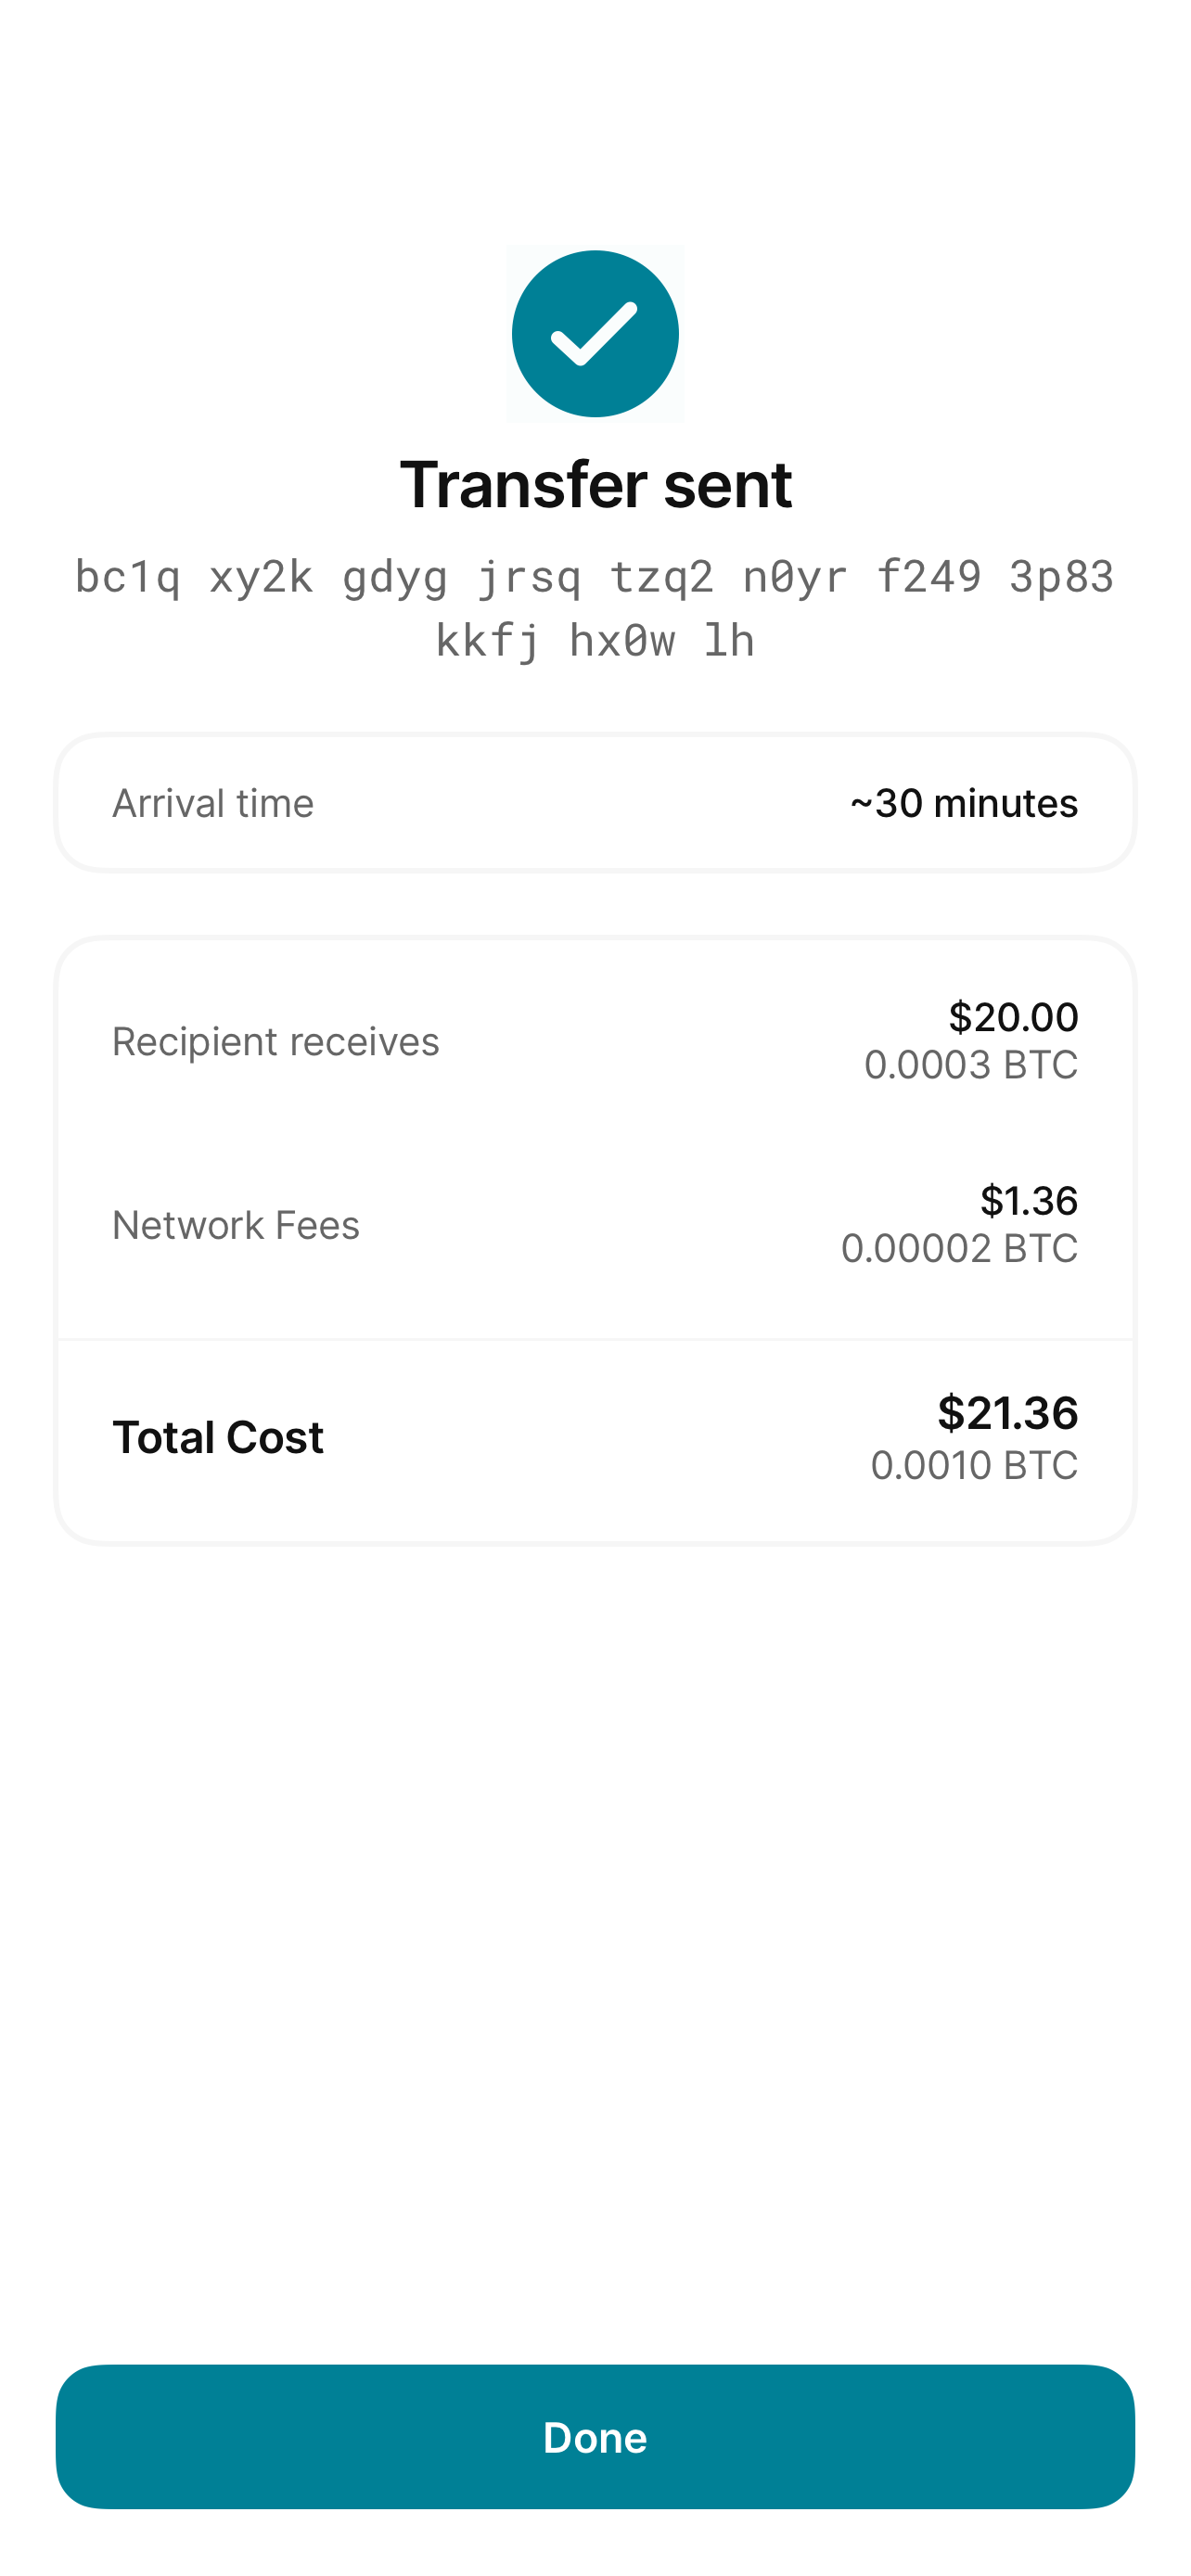 Transfer sent
bc1q xy2k gdyg jrsq tzq2 n0yr f249 3p83
kkfj hx0w lh
Arrival time ~30 minutes
Recipient receives $20.00
0.0003 BTC
Network Fees $1.36
0.00002 BTC
Total Cost $21.36
0.0010 BTC
Done